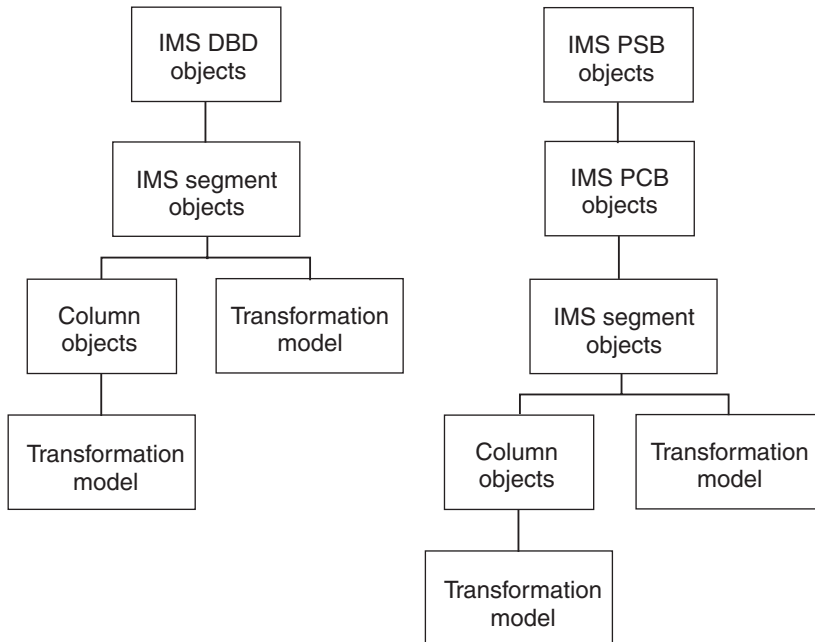 IMS DBD
objects
IMS segment
objects
Column
objects
Transformation
model
Transformation
model
IMS PSB
objects
IMS PCB
objects
IMS segment
objects
Column
objects
Transformation
model
Transformation
model